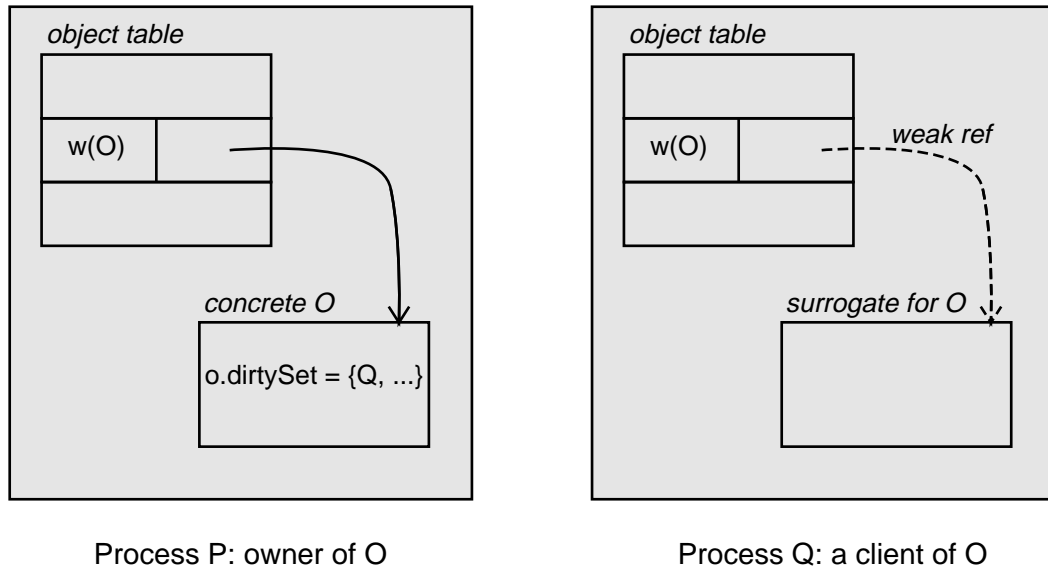 object table
w(O)
concrete O
o.dirtySet = {Q, ...}
Process P: owner of O
object table
w(O)
weak ref
surrogate for O
Process Q: a client of O